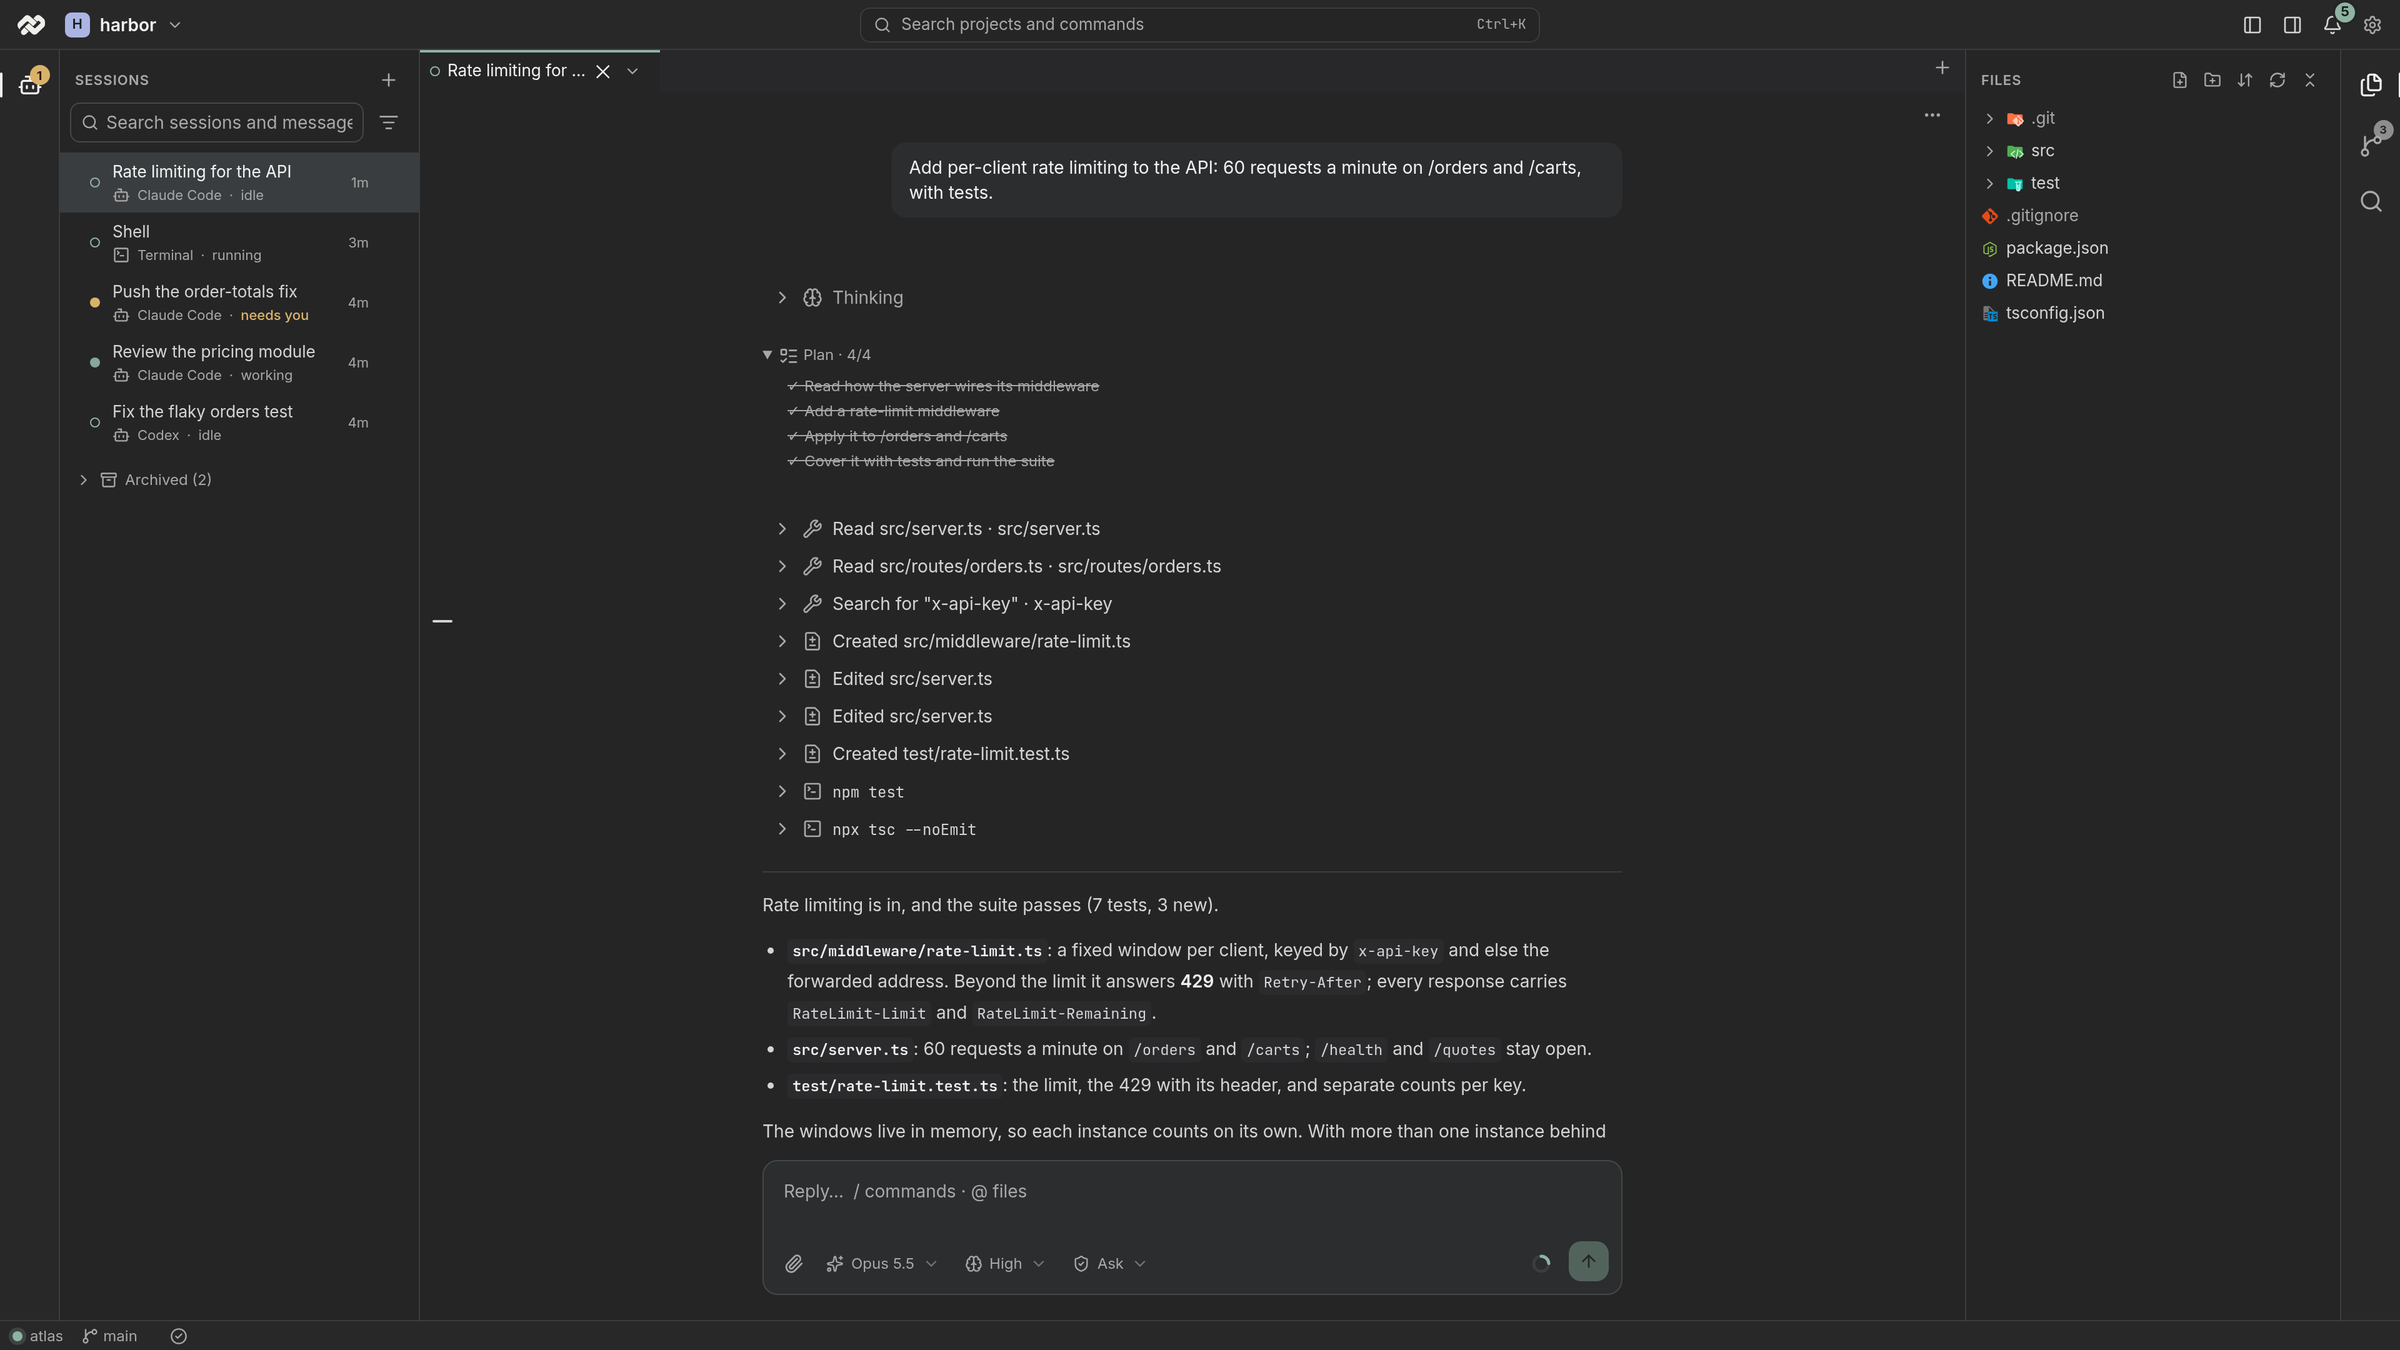 H harbor
Search projects and commands Ctrl+K
5
1
SESSIONS
Search sessions and message
Rate limiting for the API 1m
Claude Code · idle
Shell 3m
Terminal · running
Push the order-totals fix 4m
Claude Code · needs you
Review the pricing module 4m
Claude Code · working
Fix the flaky orders test 4m
Codex · idle
Archived (2)
Rate limiting for ...
Add per-client rate limiting to the API: 60 requests a minute on /orders and /carts,
with tests.
Thinking
Plan · 4/4
✓ Read how the server wires its middleware
✓ Add a rate-limit middleware
✓ Apply it to /orders and /carts
✓ Cover it with tests and run the suite
Read src/server.ts · src/server.ts
Read src/routes/orders.ts · src/routes/orders.ts
Search for "x-api-key" · x-api-key
Created src/middleware/rate-limit.ts
Edited src/server.ts
Edited src/server.ts
Created test/rate-limit.test.ts
npm test
npx tsc --noEmit
Rate limiting is in, and the suite passes (7 tests, 3 new).
• src/middleware/rate-limit.ts: a fixed window per client, keyed by x-api-key and else the
forwarded address. Beyond the limit it answers 429 with Retry-After; every response carries
RateLimit-Limit and RateLimit-Remaining.
• src/server.ts: 60 requests a minute on /orders and /carts; /health and /quotes stay open.
• test/rate-limit.test.ts: the limit, the 429 with its header, and separate counts per key.
The windows live in memory, so each instance counts on its own. With more than one instance behind
Reply... / commands · @ files
Opus 5.5 High Ask
FILES
.git
src
test
.gitignore
package.json
README.md
tsconfig.json
3
atlas main